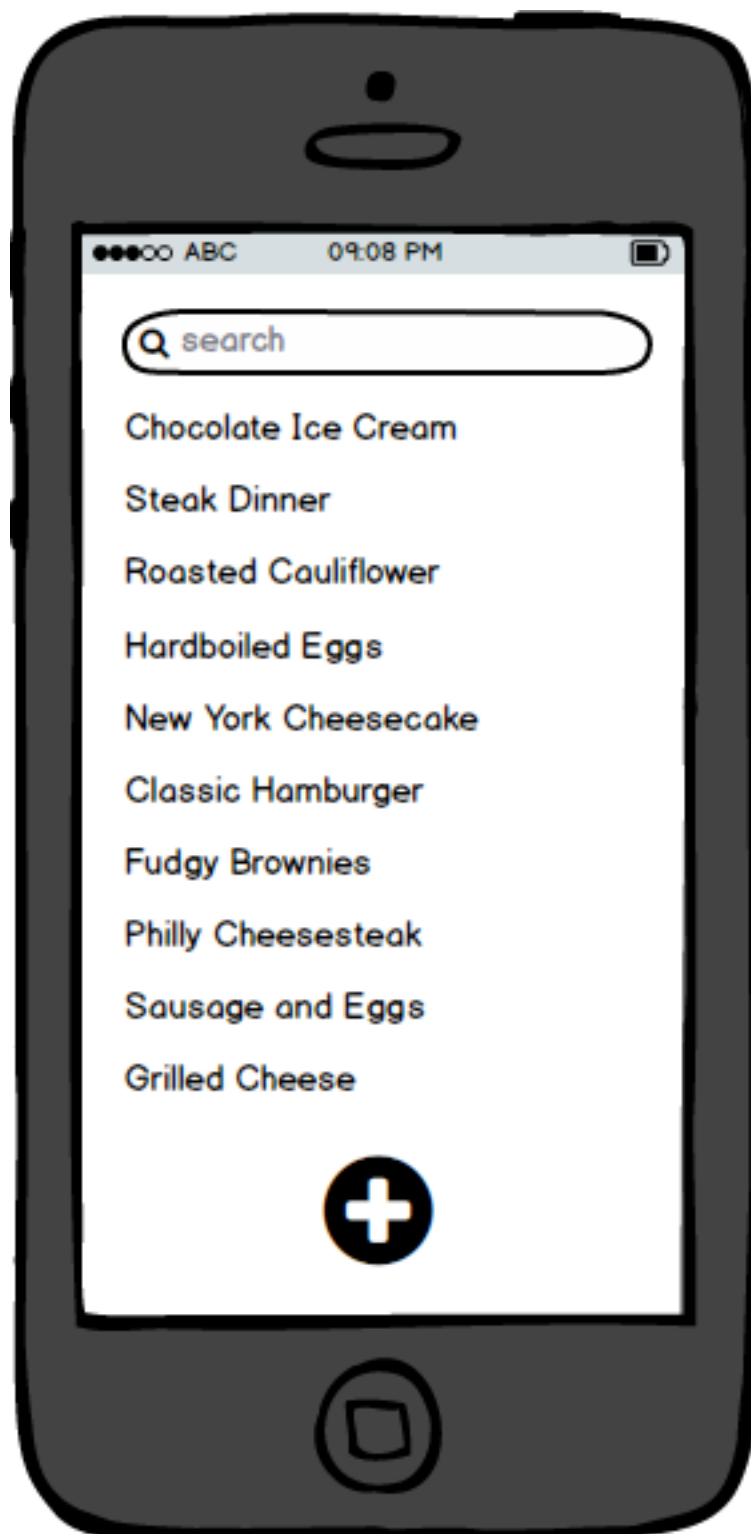 ABC 09:08 PM
search
Chocolate Ice Cream
Steak Dinner
Roasted Cauliflower
Hardboiled Eggs
New York Cheesecake
Classic Hamburger
Fudgy Brownies
Philly Cheesesteak
Sausage and Eggs
Grilled Cheese